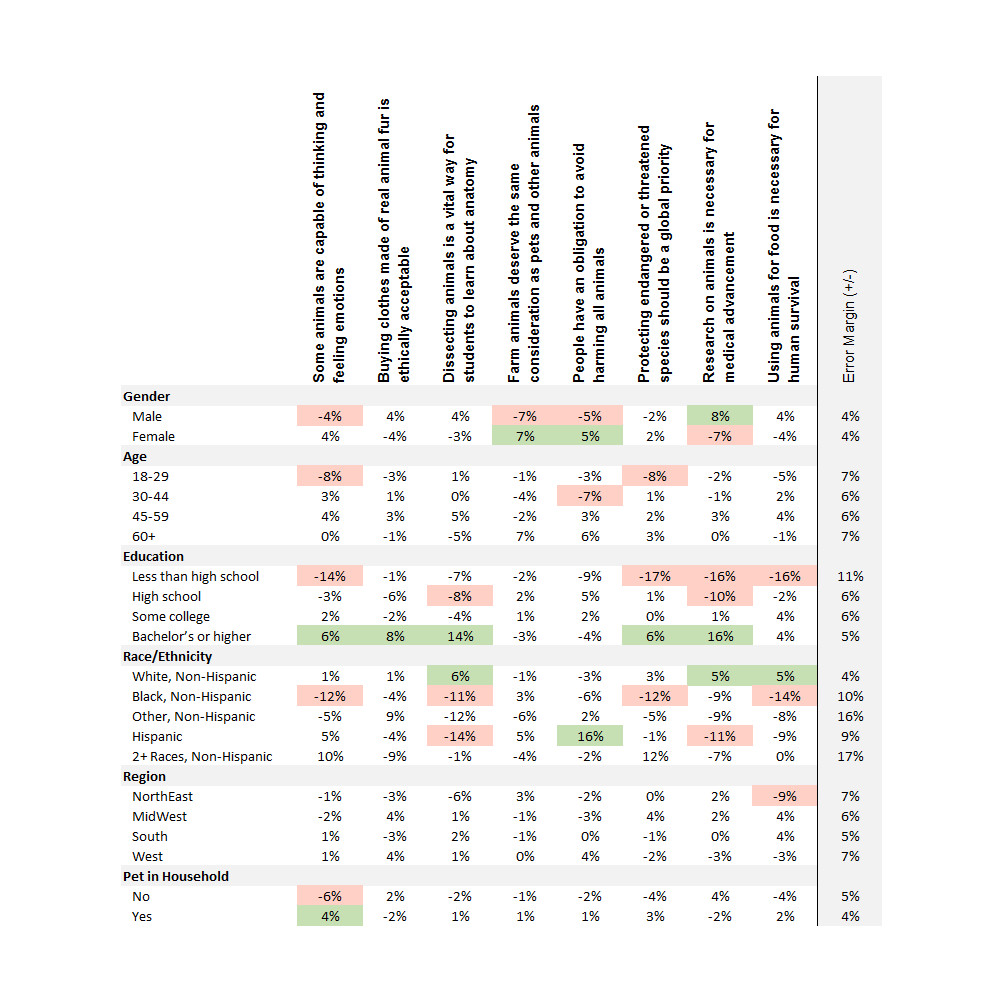 Some animals are capable of thinking and
feeling emotions
Buying clothes made of real animal fur is
ethically acceptable
Dissecting animals is a vital way for
students to learn about anatomy
Farm animals deserve the same
consideration as pets and other animals
People have an obligation to avoid
harming all animals
Protecting endangered or threatened
species should be a global priority
Research on animals is necessary for
medical advancement
Using animals for food is necessary for
human survival
Error Margin (+/-)
Gender
Male -4% 4% 4% -7% -5% -2% 8% 4% 4%
Female 4% -4% -3% 7% 5% 2% -7% -4% 4%
Age
18-29 -8% -3% 1% -1% -3% -8% -2% -5% 7%
30-44 3% 1% 0% -4% -7% 1% -1% 2% 6%
45-59 4% 3% 5% -2% 3% 2% 3% 4% 6%
60+ 0% -1% -5% 7% 6% 3% 0% -1% 7%
Education
Less than high school -14% -1% -7% -2% -9% -17% -16% -16% 11%
High school -3% -6% -8% 2% 5% 1% -10% -2% 6%
Some college 2% -2% -4% 1% 2% 0% 1% 4% 6%
Bachelor's or higher 6% 8% 14% -3% -4% 6% 16% 4% 5%
Race/Ethnicity
White, Non-Hispanic 1% 1% 6% -1% -3% 3% 5% 5% 4%
Black, Non-Hispanic -12% -4% -11% 3% -6% -12% -9% -14% 10%
Other, Non-Hispanic -5% 9% -12% -6% 2% -5% -9% -8% 16%
Hispanic 5% -4% -14% 5% 16% -1% -11% -9% 9%
2+ Races, Non-Hispanic 10% -9% -1% -4% -2% 12% -7% 0% 17%
Region
NorthEast -1% -3% -6% 3% -2% 0% 2% -9% 7%
MidWest -2% 4% 1% -1% -3% 4% 2% 4% 6%
South 1% -3% 2% -1% 0% -1% 0% 4% 5%
West 1% 4% 1% 0% 4% -2% -3% -3% 7%
Pet in Household
No -6% 2% -2% -1% -2% -4% 4% -4% 5%
Yes 4% -2% 1% 1% 1% 3% -2% 2% 4%